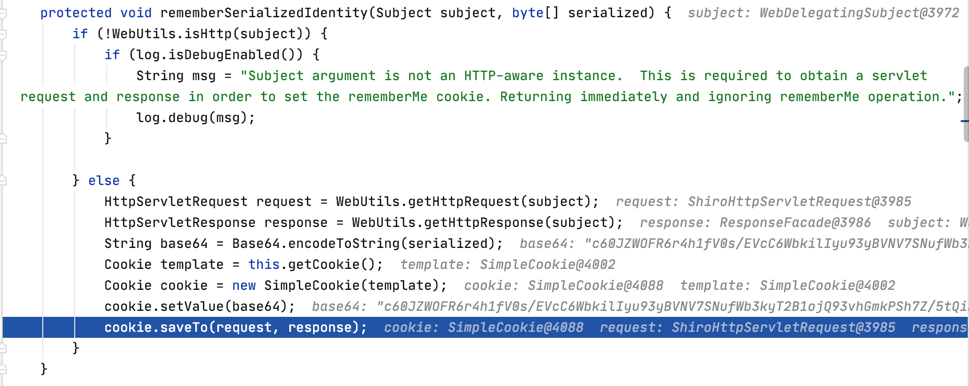 protected void rememberSerializedIdentity(Subject subject, byte[] serialized) {  subject: WebDelegatingSubject@3972
if (!WebUtils.isHttp(subject)) {
if (log.isDebugEnabled()) {
String msg = "Subject argument is not an HTTP-aware instance.  This is required to obtain a servlet
request and response in order to set the rememberMe cookie. Returning immediately and ignoring rememberMe operation.";
log.debug(msg);
}
} else {
HttpServletRequest request = WebUtils.getHttpRequest(subject);  request: ShiroHttpServletRequest@3985
HttpServletResponse response = WebUtils.getHttpResponse(subject);  response: ResponseFacade@3986  subject: W
String base64 = Base64.encodeToString(serialized);  base64: "c60JZWOFR6r4h1fV0s/EVcC6WbkilIyu93yBVNV7SNufWb3
Cookie template = this.getCookie();  template: SimpleCookie@4002
Cookie cookie = new SimpleCookie(template);  cookie: SimpleCookie@4088  template: SimpleCookie@4002
cookie.setValue(base64);  base64: "c60JZWOFR6r4h1fV0s/EVcC6WbkilIyu93yBVNV7SNufWb3kyT2B1ojQ93vhGmkPSh7Z/5tQi
cookie.saveTo(request, response);  cookie: SimpleCookie@4088  request: ShiroHttpServletRequest@3985  respons
}
}